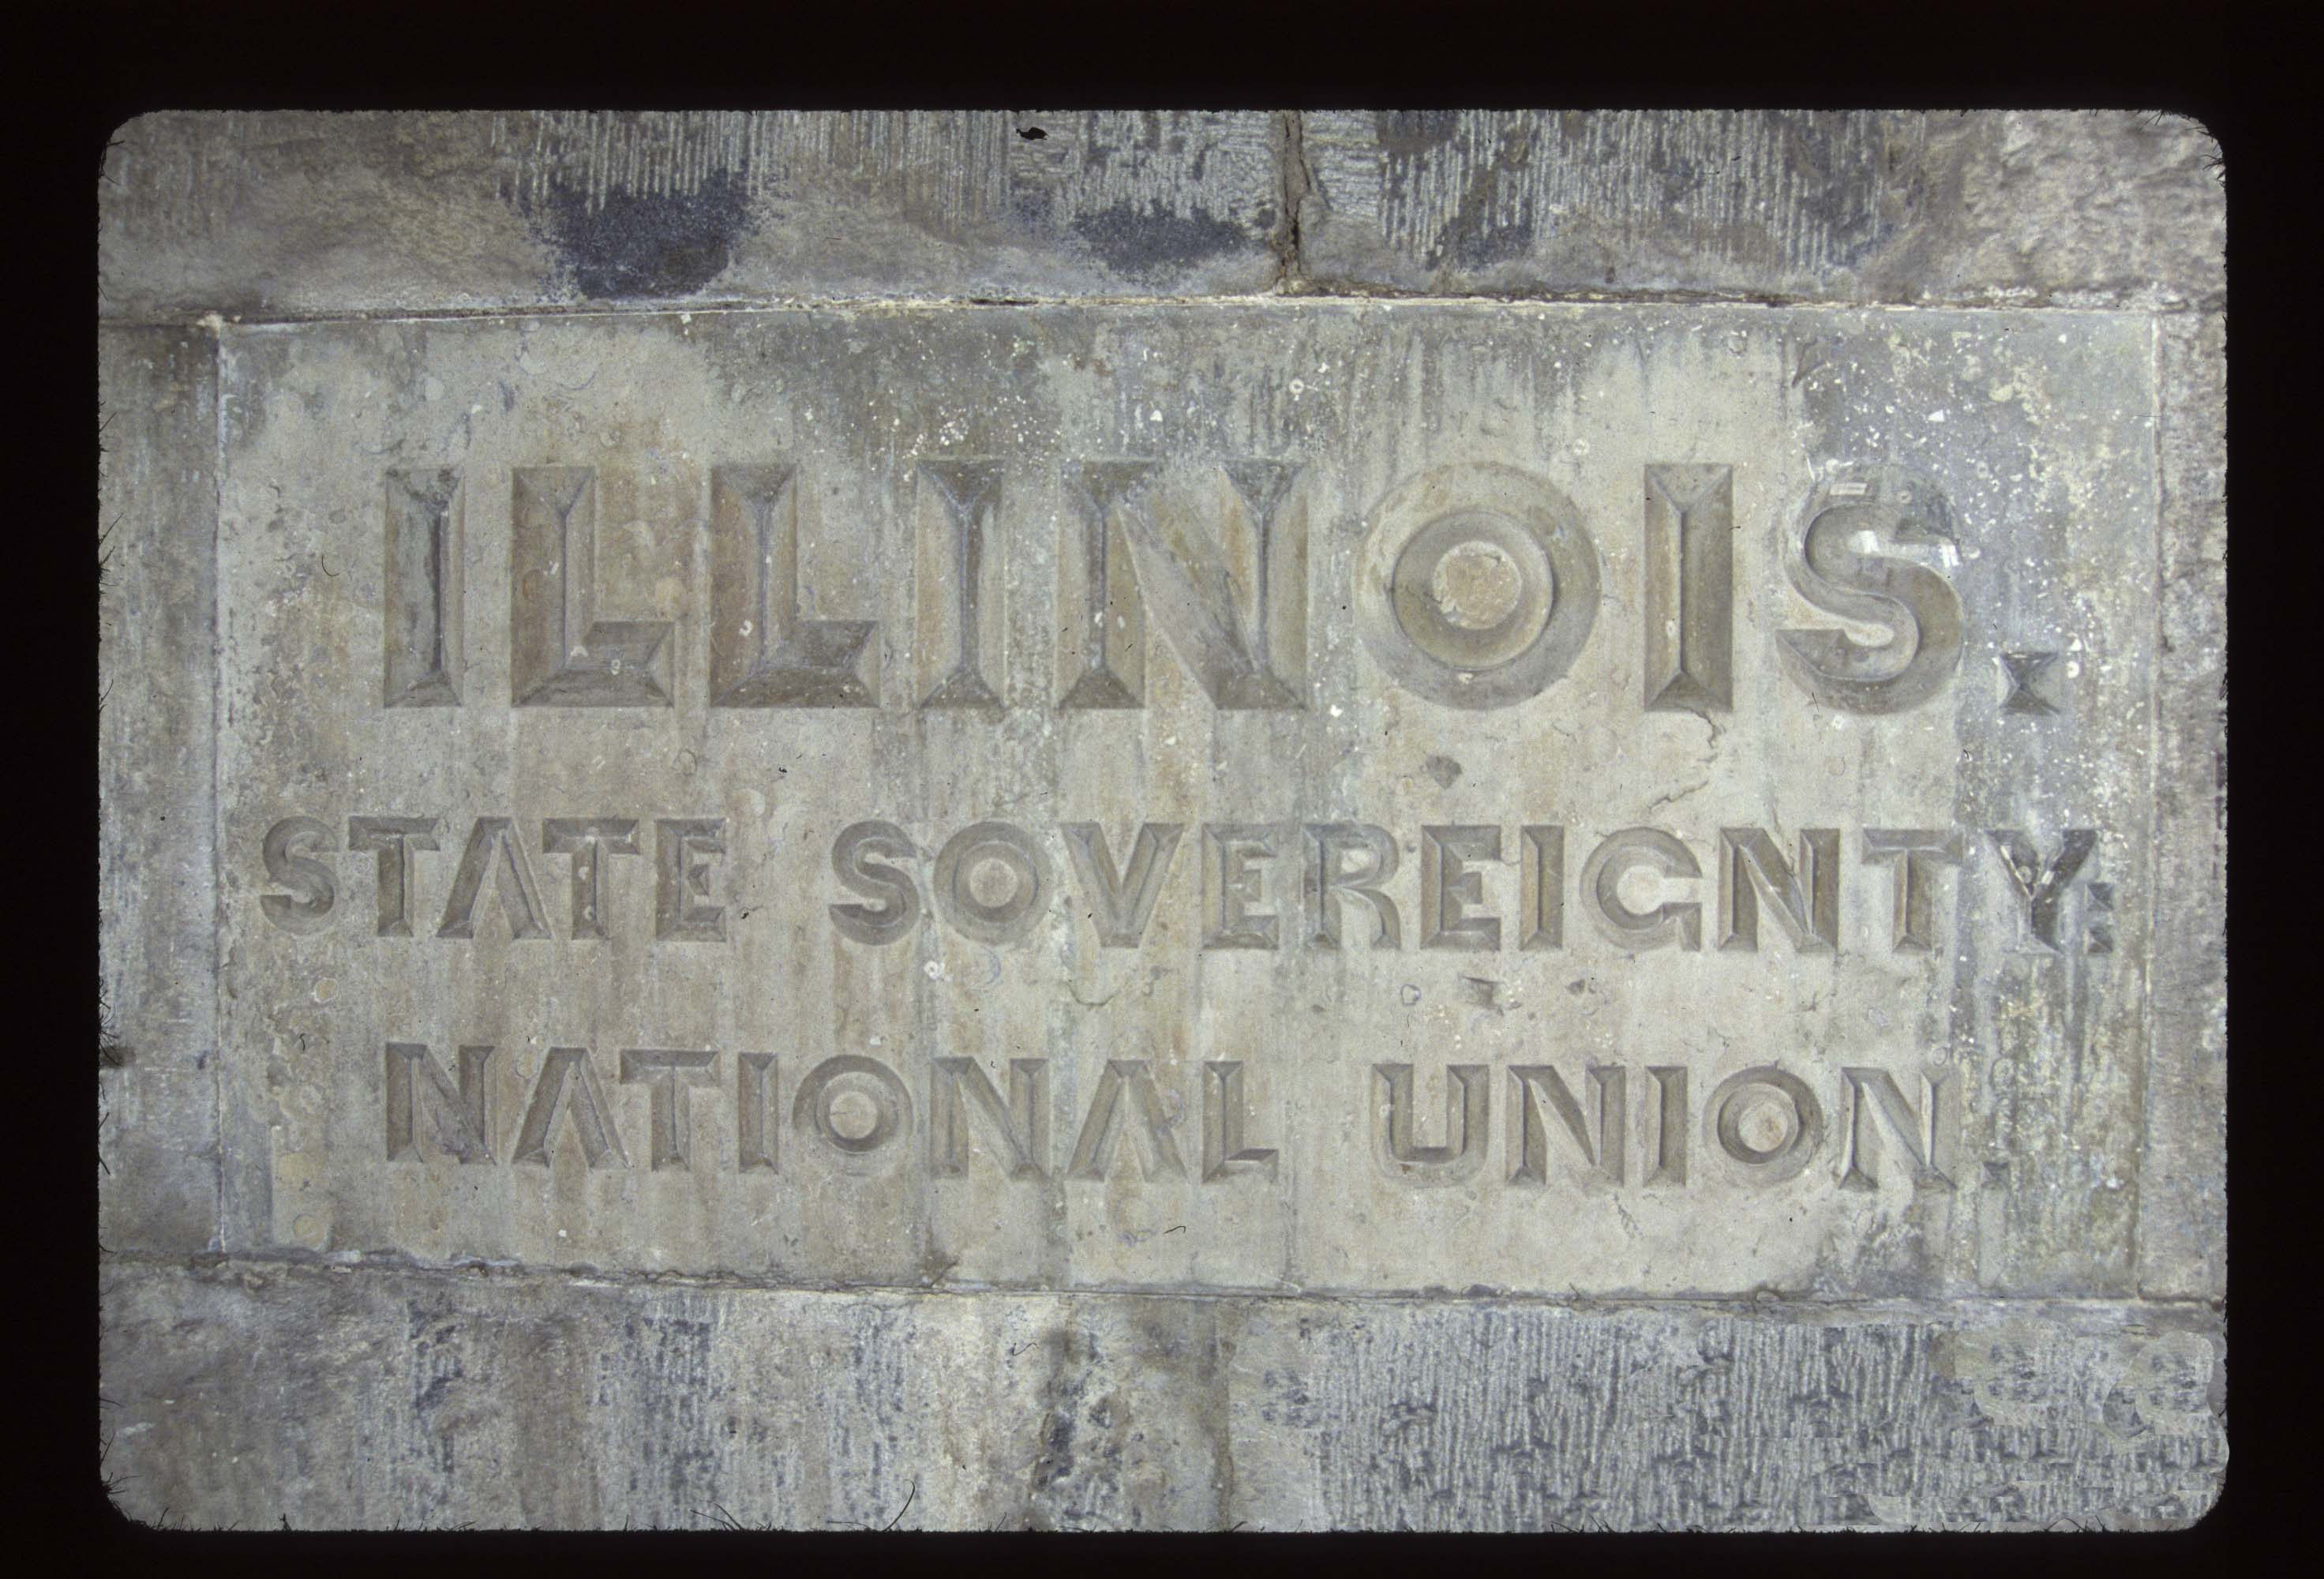 ILLINOIS.
STATE SOVEREIGNTY:
NATIONAL UNION.